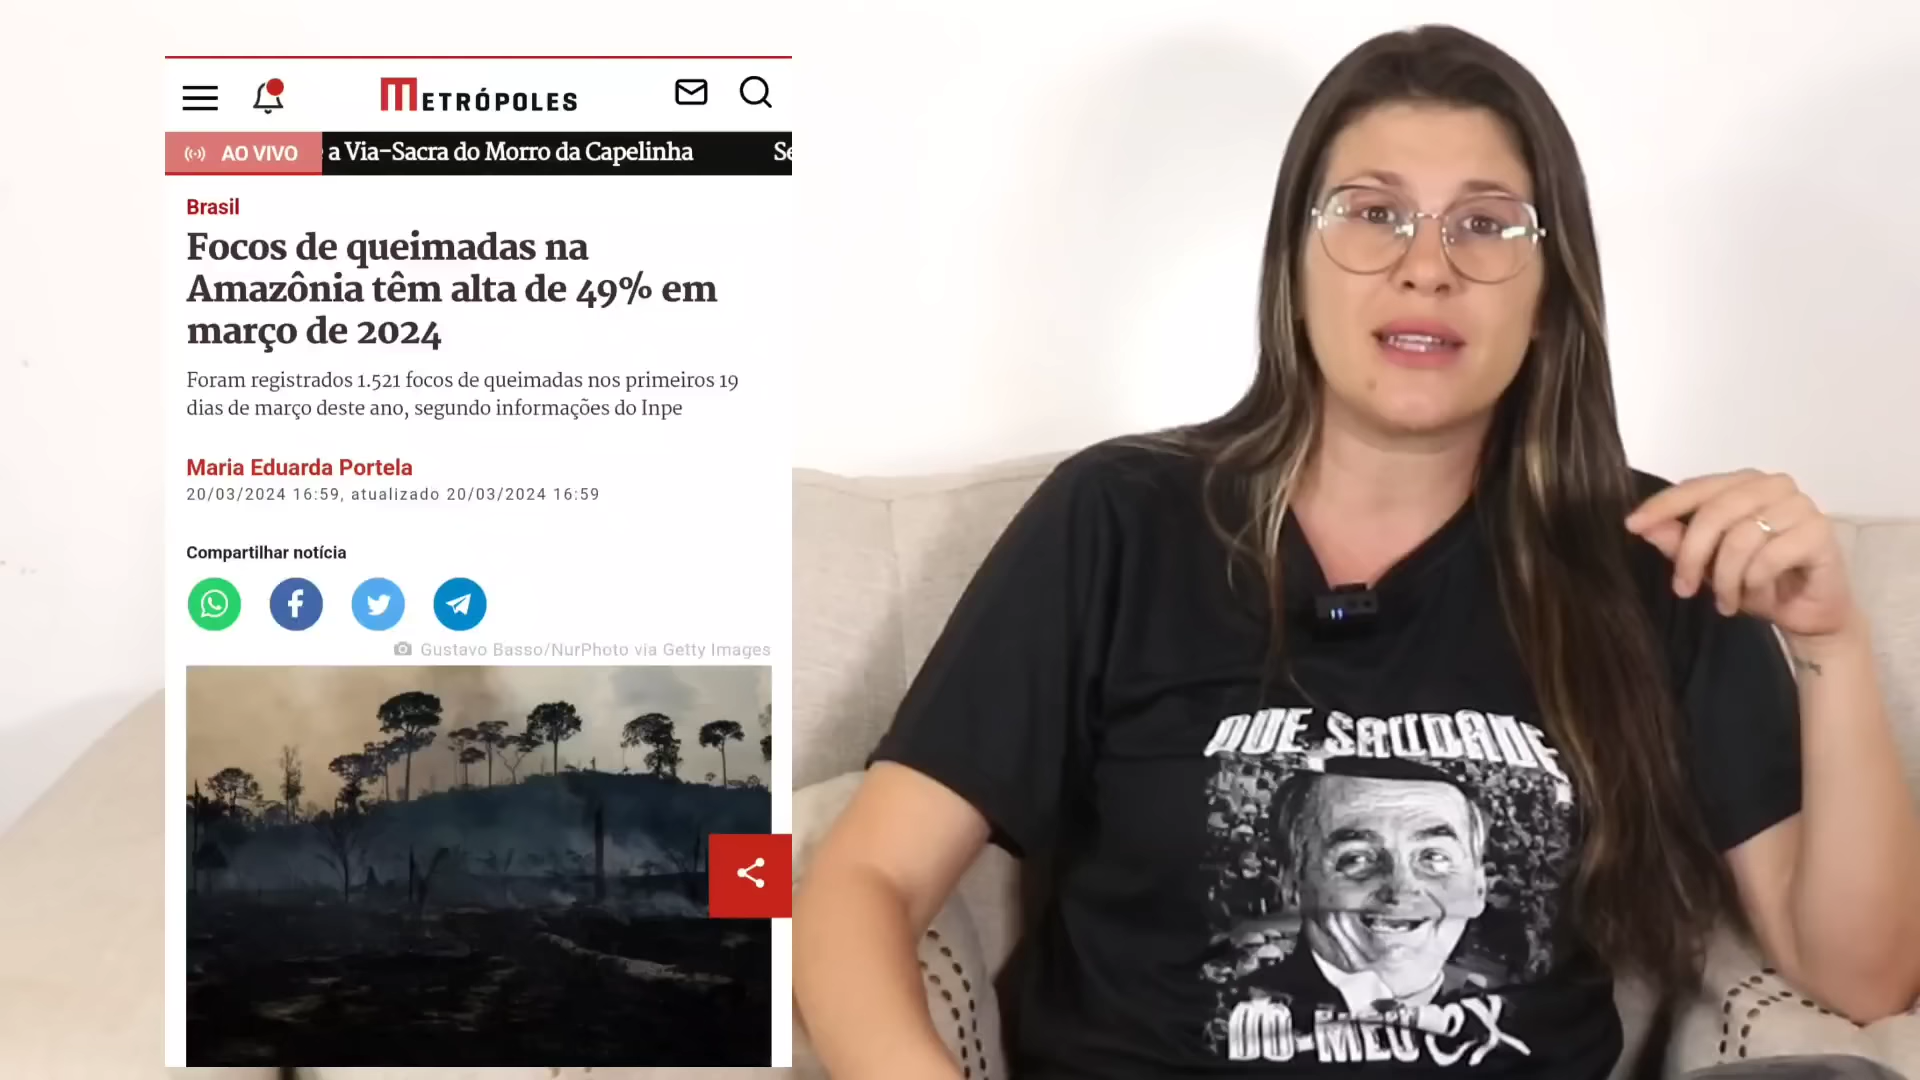 METRÓPOLES
AO VIVO
a Via-Sacra do Morro da Capelinha
Se
Brasil
Focos de queimadas na
Amazônia têm alta de 49% em
março de 2024
Foram registrados 1.521 focos de queimadas nos primeiros 19
dias de março deste ano, segundo informações do Inpe
Maria Eduarda Portela
20/03/2024 16:59, atualizado 20/03/2024 16:59
Compartilhar notícia
Gustavo Basso/NurPhoto via Getty Images
QUE SAUDADE
DO MEU EX